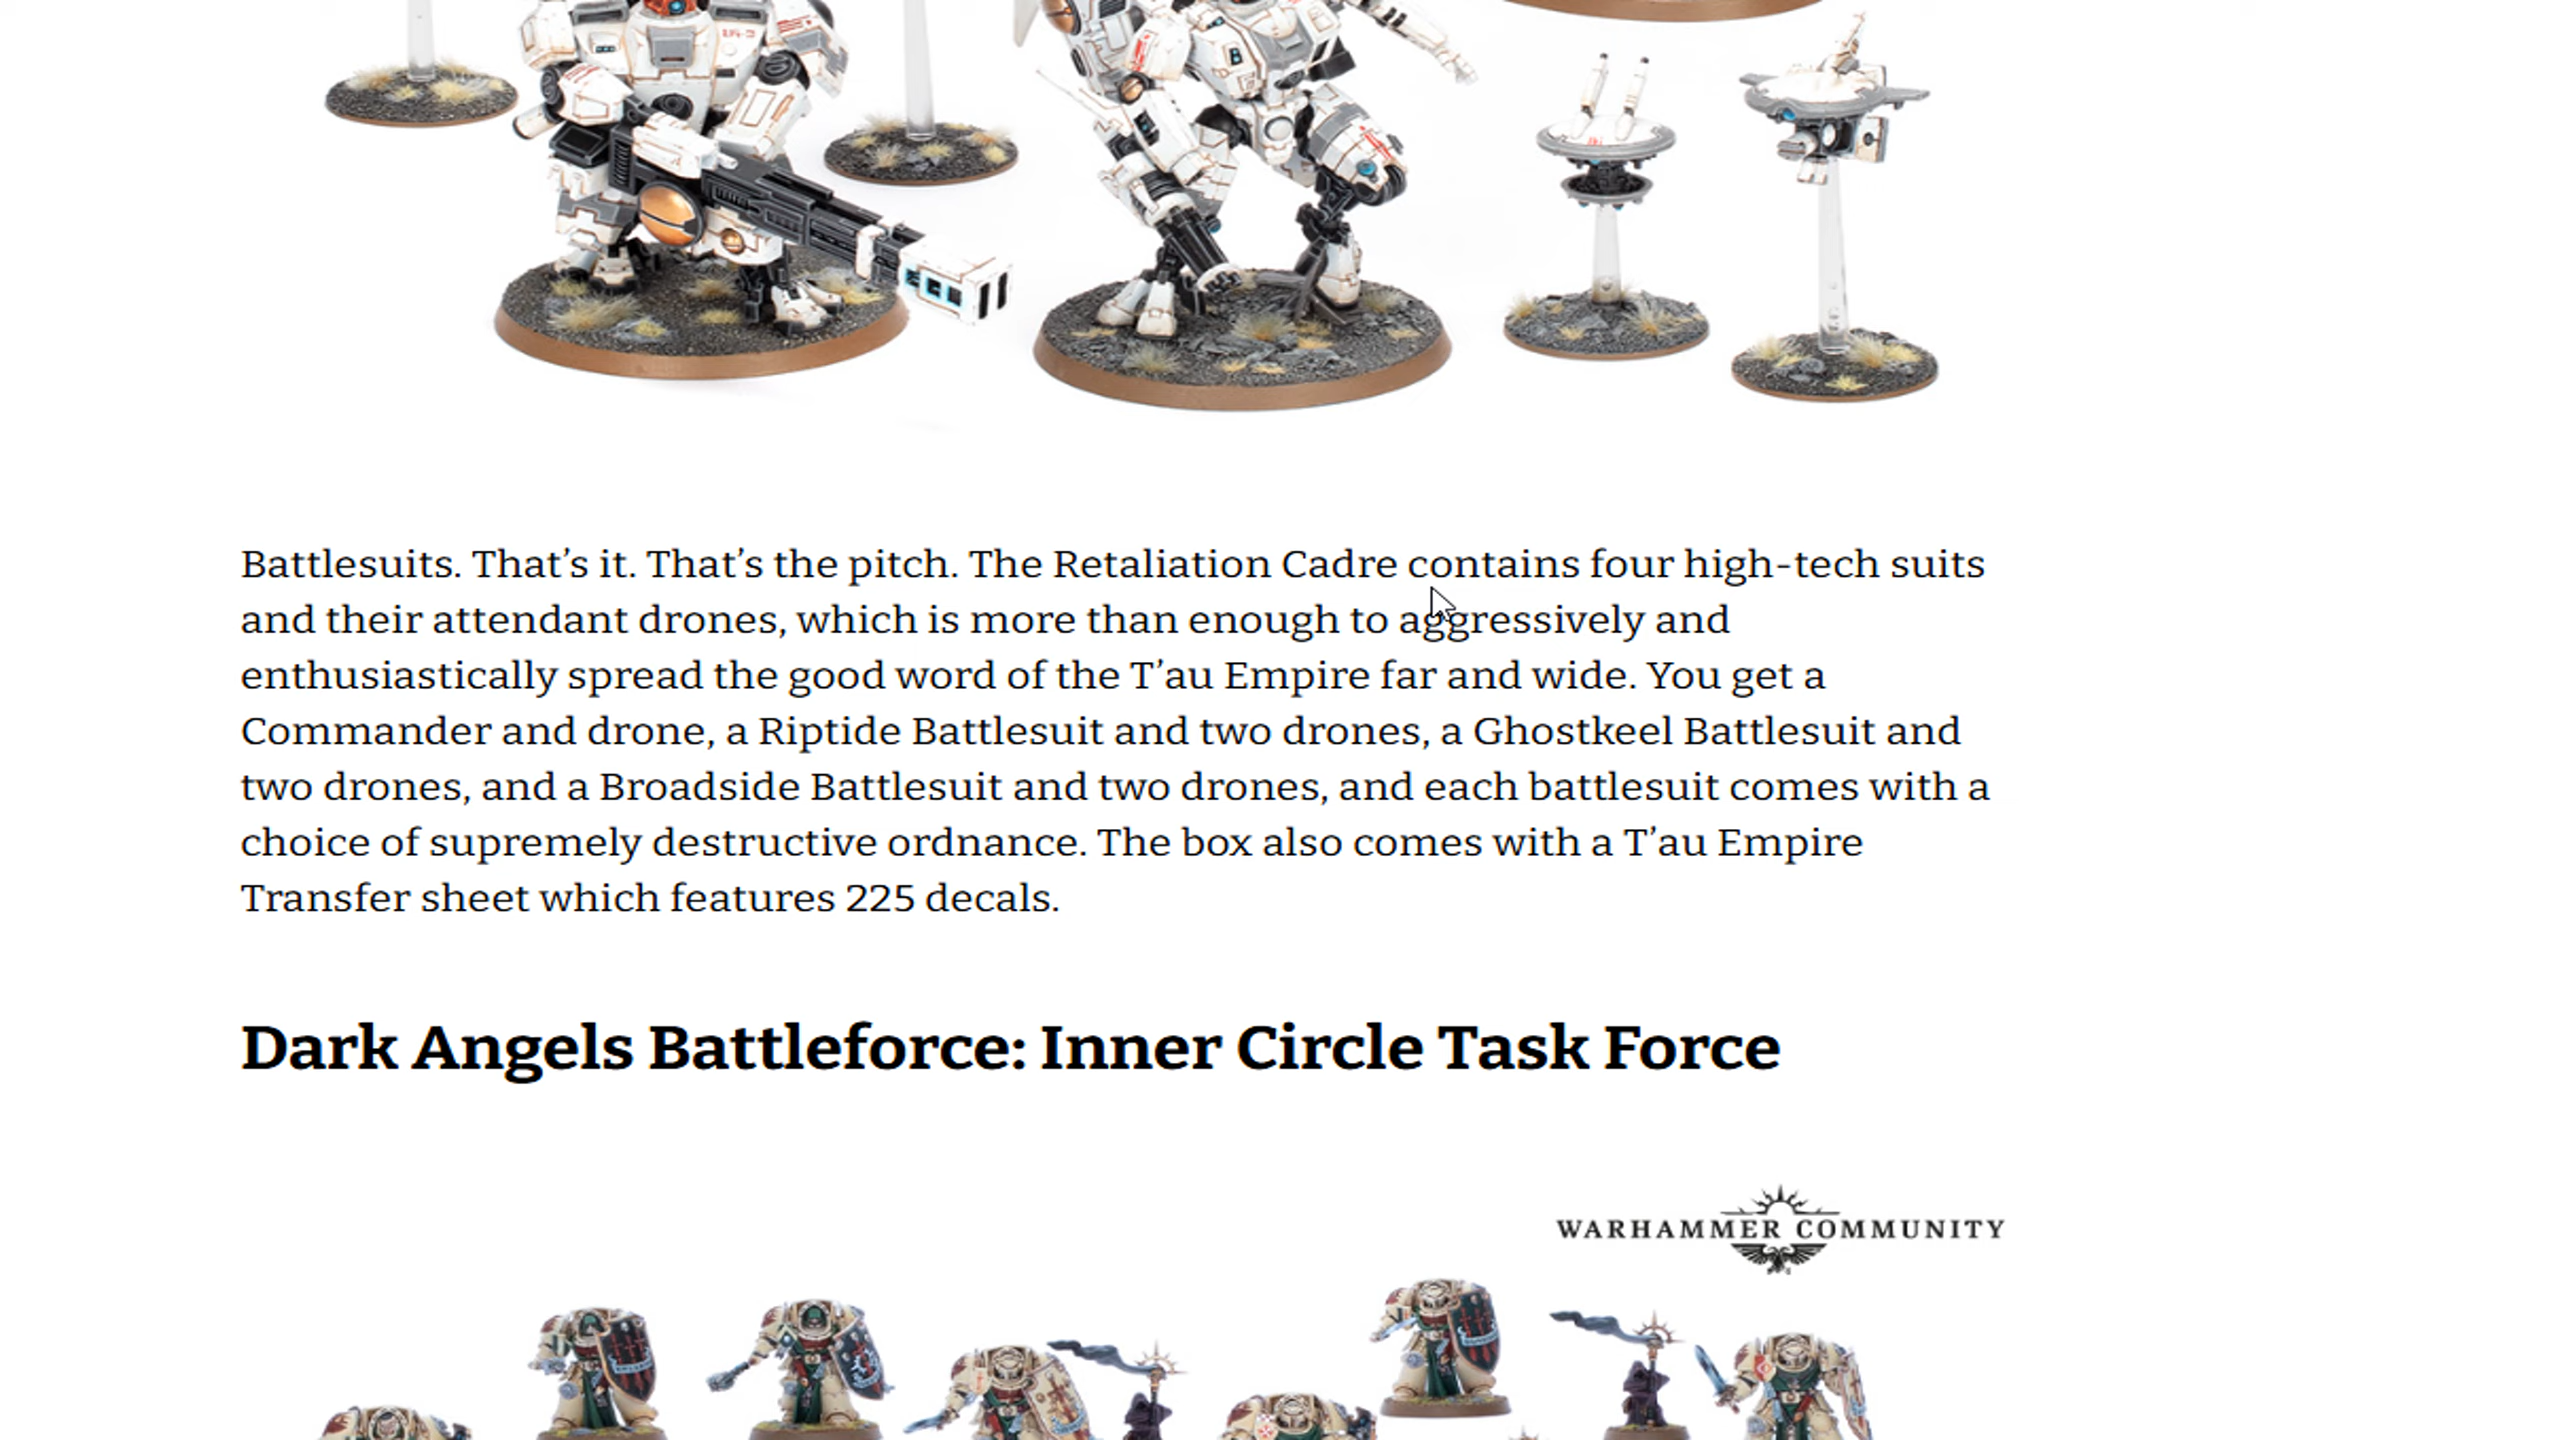 Battlesuits. That’s it. That’s the pitch. The Retaliation Cadre contains four high-tech suits
and their attendant drones, which is more than enough to aggressively and
enthusiastically spread the good word of the T’au Empire far and wide. You get a
Commander and drone, a Riptide Battlesuit and two drones, a Ghostkeel Battlesuit and
two drones, and a Broadside Battlesuit and two drones, and each battlesuit comes with a
choice of supremely destructive ordnance. The box also comes with a T’au Empire
Transfer sheet which features 225 decals.
Dark Angels Battleforce: Inner Circle Task Force
WARHAMMER COMMUNITY